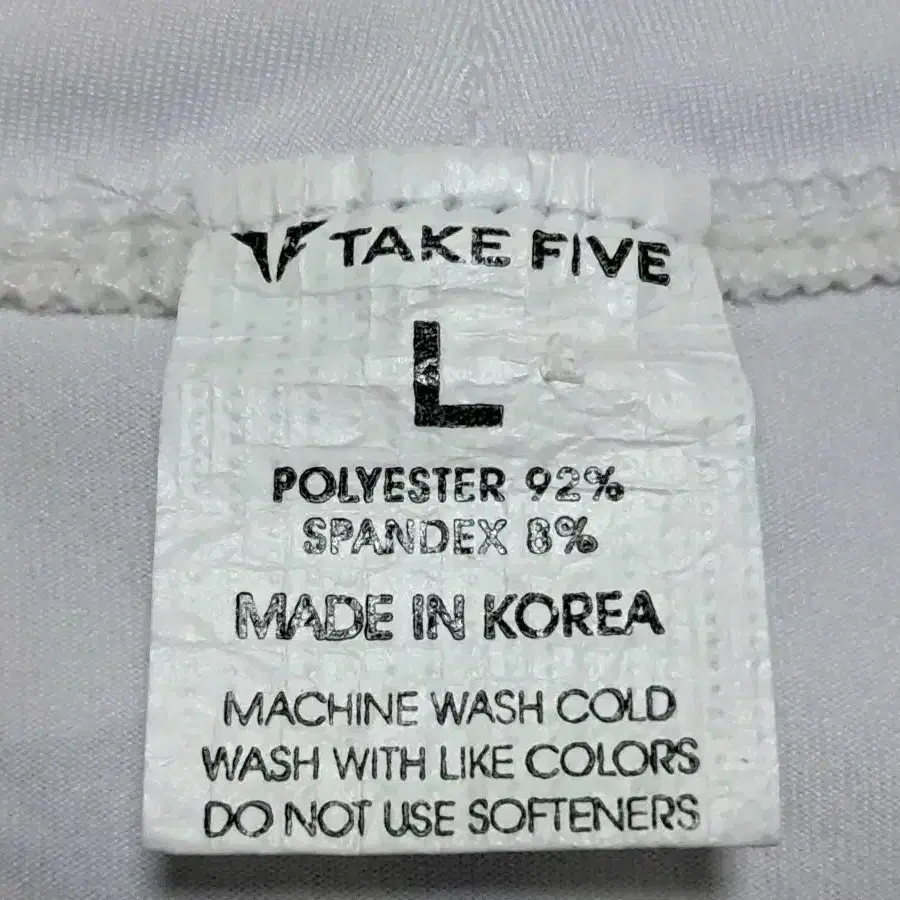 TAKE FIVE
L
POLYESTER 92%
SPANDEX 8%
MADE IN KOREA
MACHINE WASH COLD
WASH WITH LIKE COLORS
DO NOT USE SOFTENERS